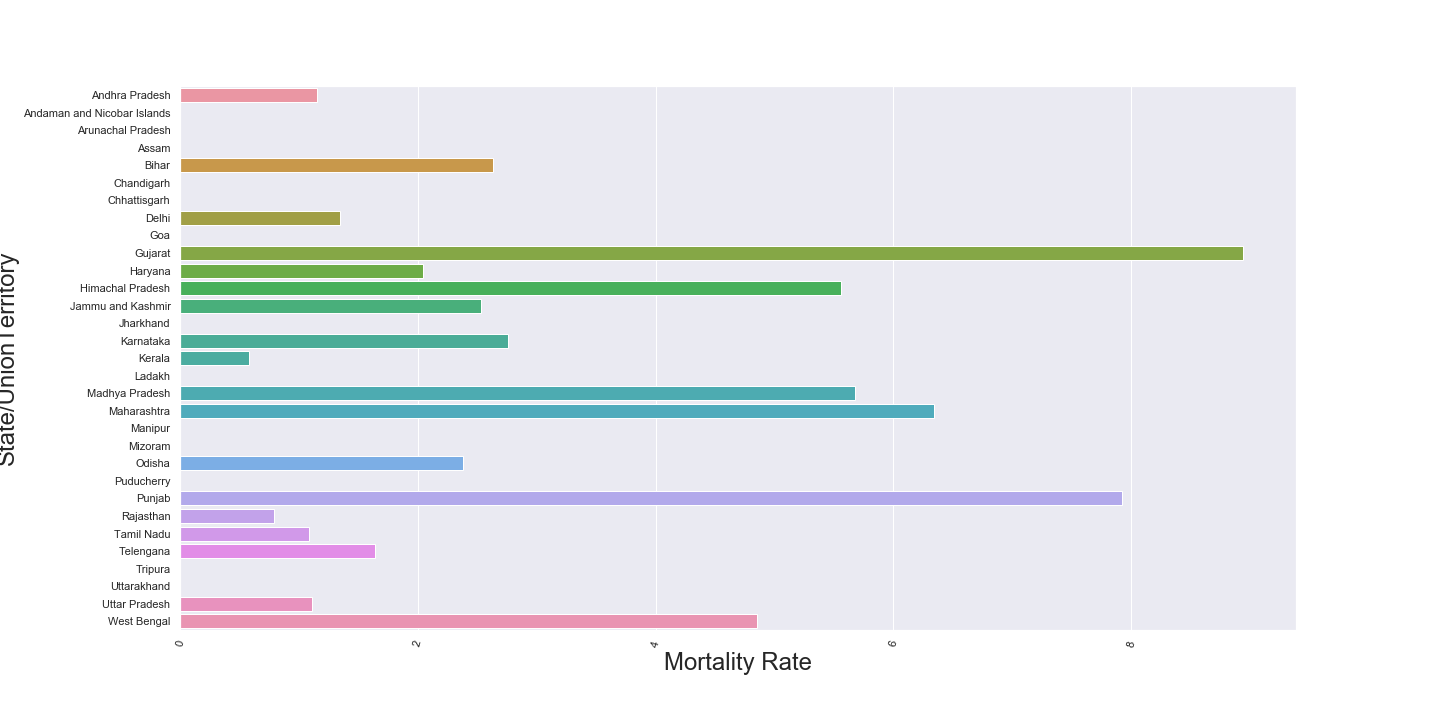 Andhra Pradesh
Andaman and Nicobar Islands
Arunachal Pradesh
Assam
Bihar
Chandigarh
Chhattisgarh
Delhi
Goa
Gujarat
Haryana
Himachal Pradesh
Jammu and Kashmir
Jharkhand
Karnataka
Kerala
Ladakh
Madhya Pradesh
Maharashtra
Manipur
Mizoram
Odisha
Puducherry
Punjab
Rajasthan
Tamil Nadu
Telengana
Tripura
Uttarakhand
Uttar Pradesh
West Bengal
State/UnionTerritory
0 2 4 6 8
Mortality Rate